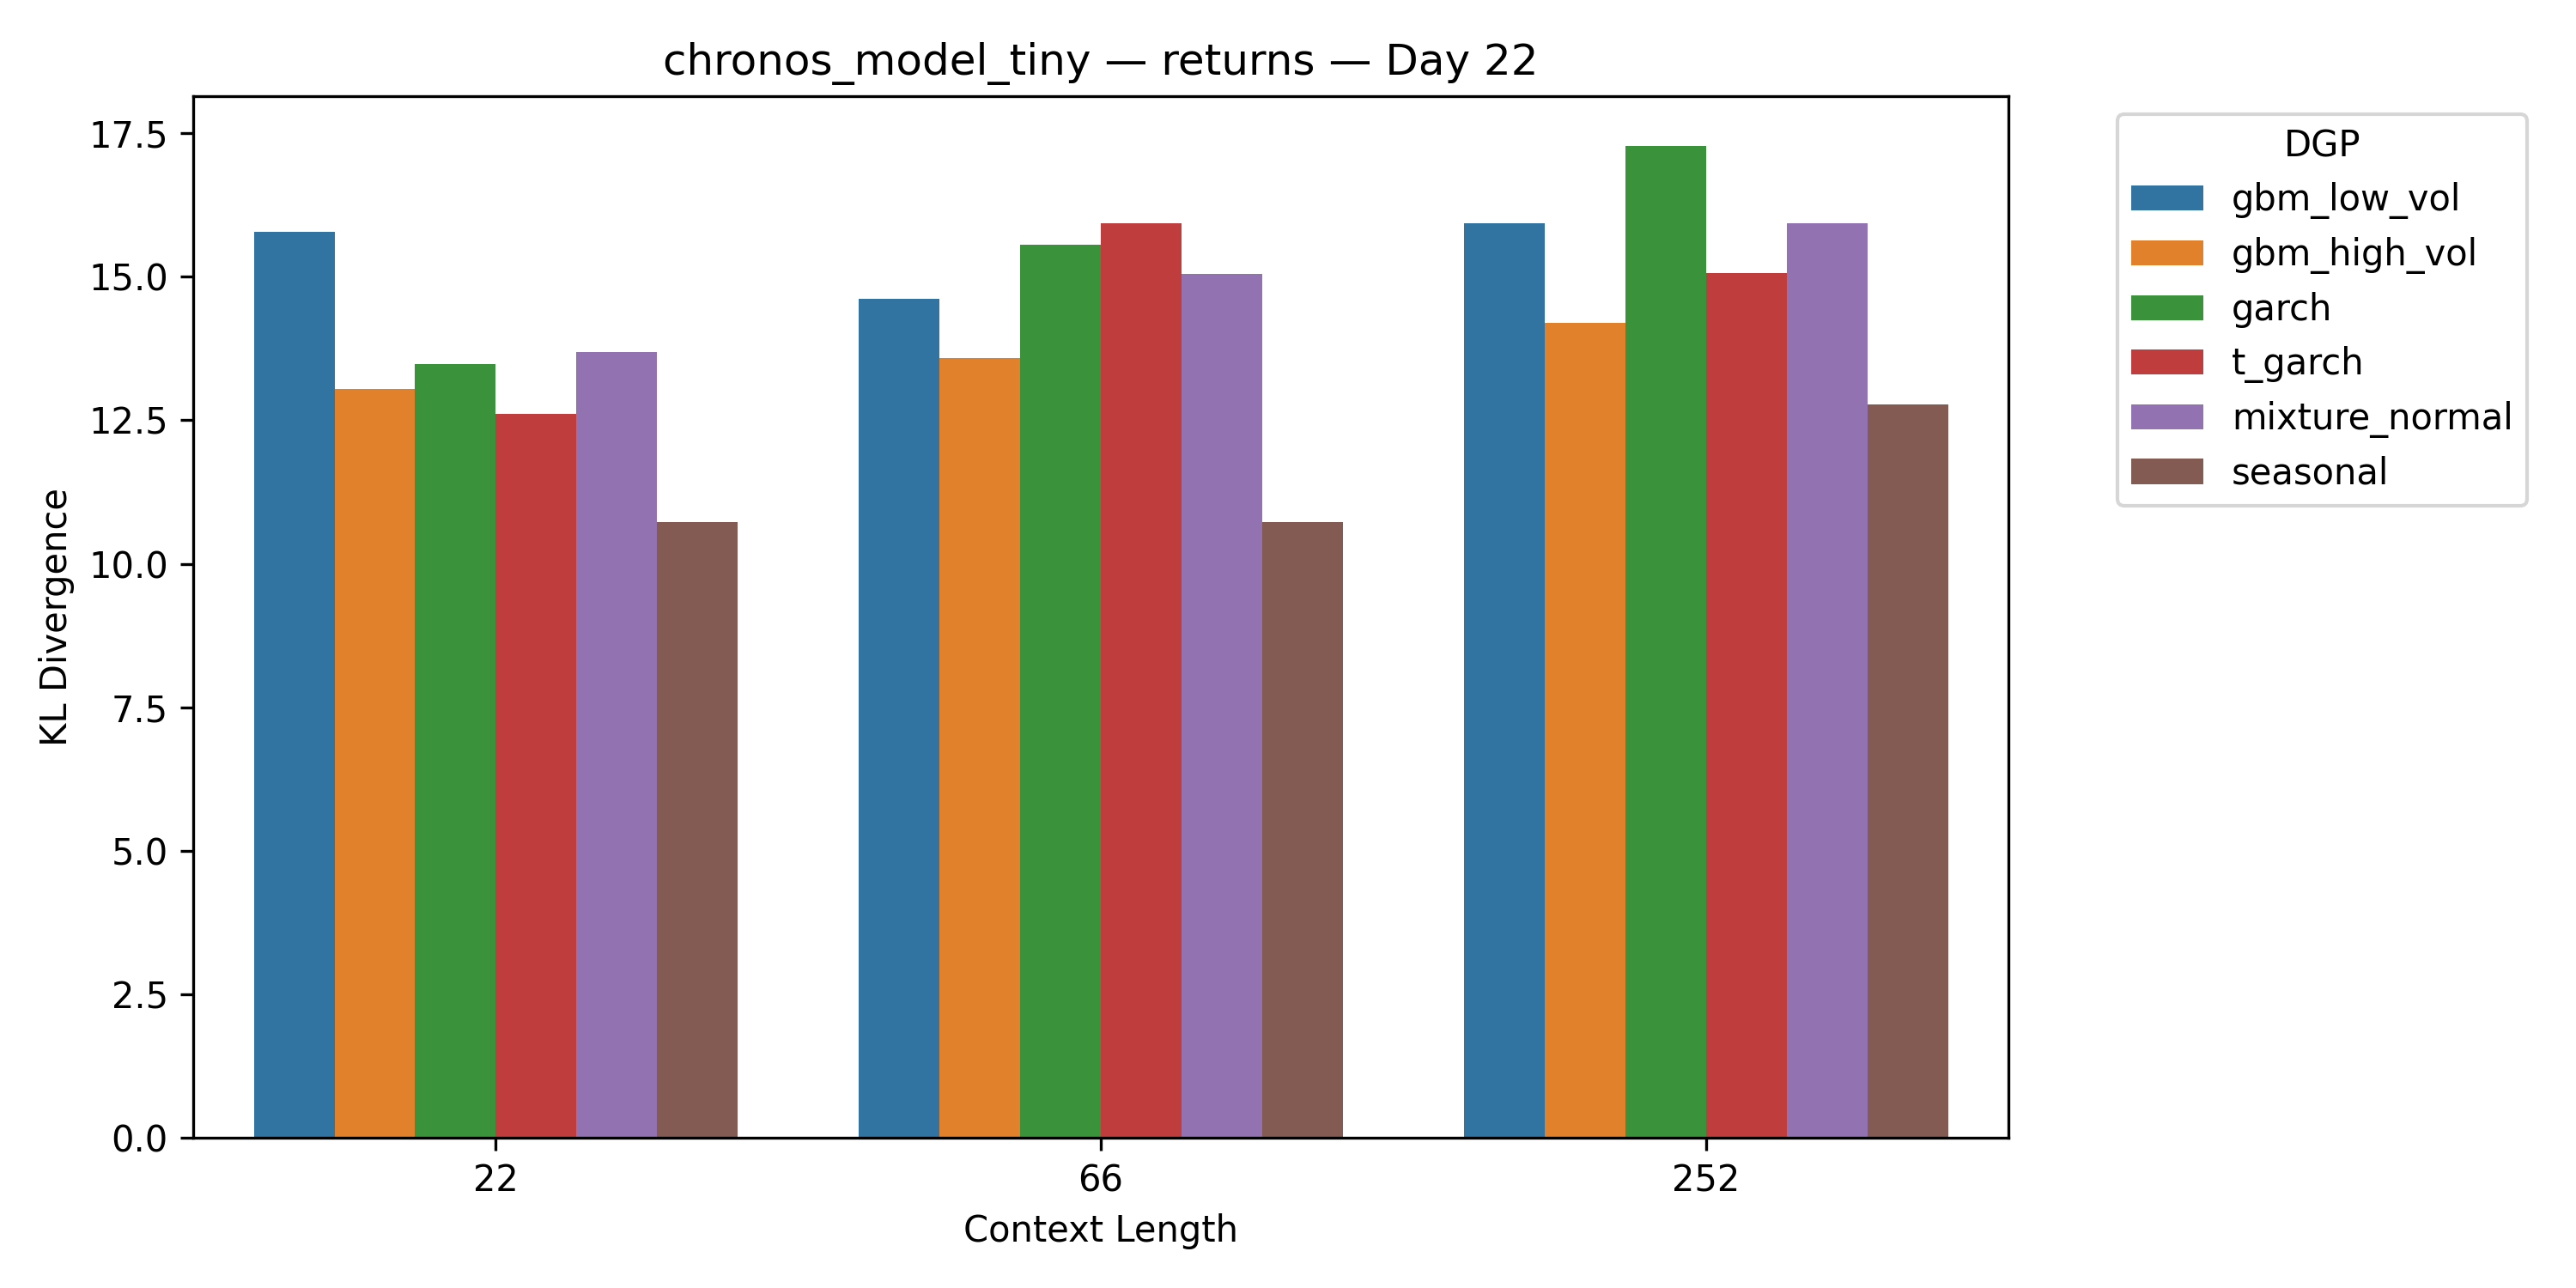 chronos_model_tiny — returns — Day 22
KL Divergence
17.5
15.0
12.5
10.0
7.5
5.0
2.5
0.0
22
66
252
Context Length
DGP
gbm_low_vol
gbm_high_vol
garch
t_garch
mixture_normal
seasonal